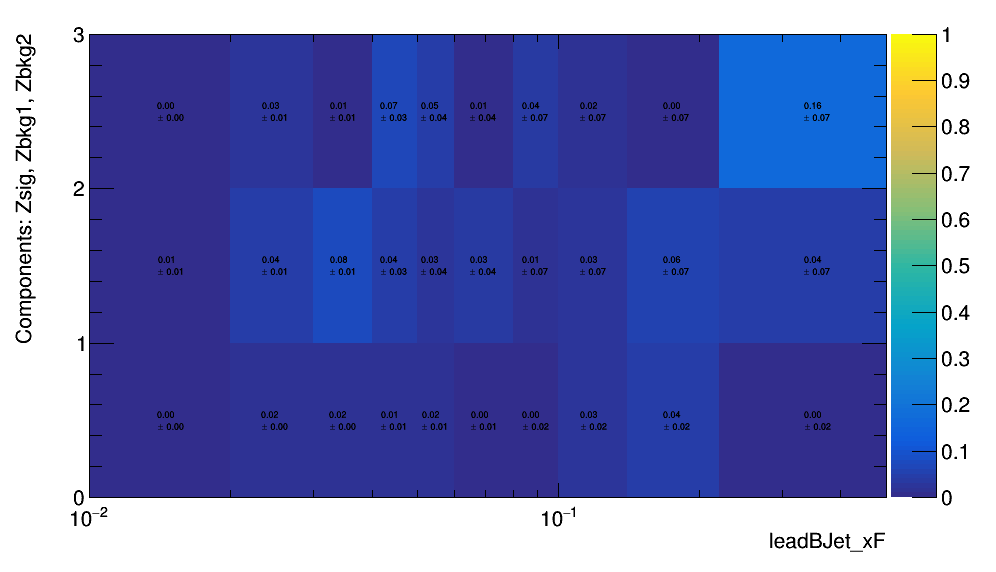 Components: Zsig, Zbkg1, Zbkg2
3
2
1
0
0.00 0.03 0.01 0.07 0.05 0.01 0.04 0.02 0.00 0.16
± 0.00 ± 0.01 ± 0.01 ± 0.03 ± 0.04 ± 0.04 ± 0.07 ± 0.07 ± 0.07 ± 0.07
0.01 0.04 0.08 0.04 0.03 0.03 0.01 0.03 0.06 0.04
± 0.01 ± 0.01 ± 0.01 ± 0.03 ± 0.04 ± 0.04 ± 0.07 ± 0.07 ± 0.07 ± 0.07
0.00 0.02 0.02 0.01 0.02 0.00 0.00 0.03 0.04 0.00
± 0.00 ± 0.00 ± 0.00 ± 0.01 ± 0.01 ± 0.01 ± 0.02 ± 0.02 ± 0.02 ± 0.02
10⁻² 10⁻¹
leadBJet_xF
1
0.9
0.8
0.7
0.6
0.5
0.4
0.3
0.2
0.1
0